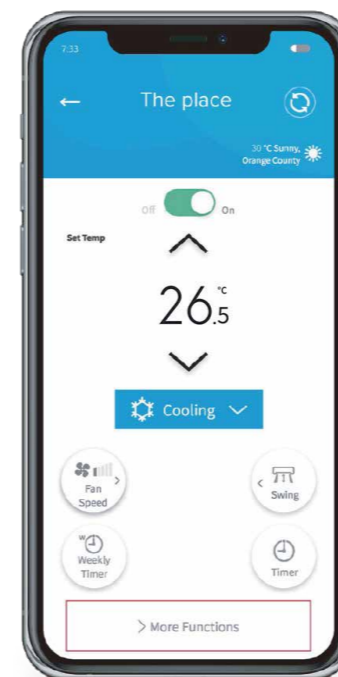 7:33
The place
30 °C Sunny,
Orange County
Off On
Set Temp
26.5 °C
Cooling
Fan
Speed
Swing
W
Weekly
Timer
Timer
> More Functions